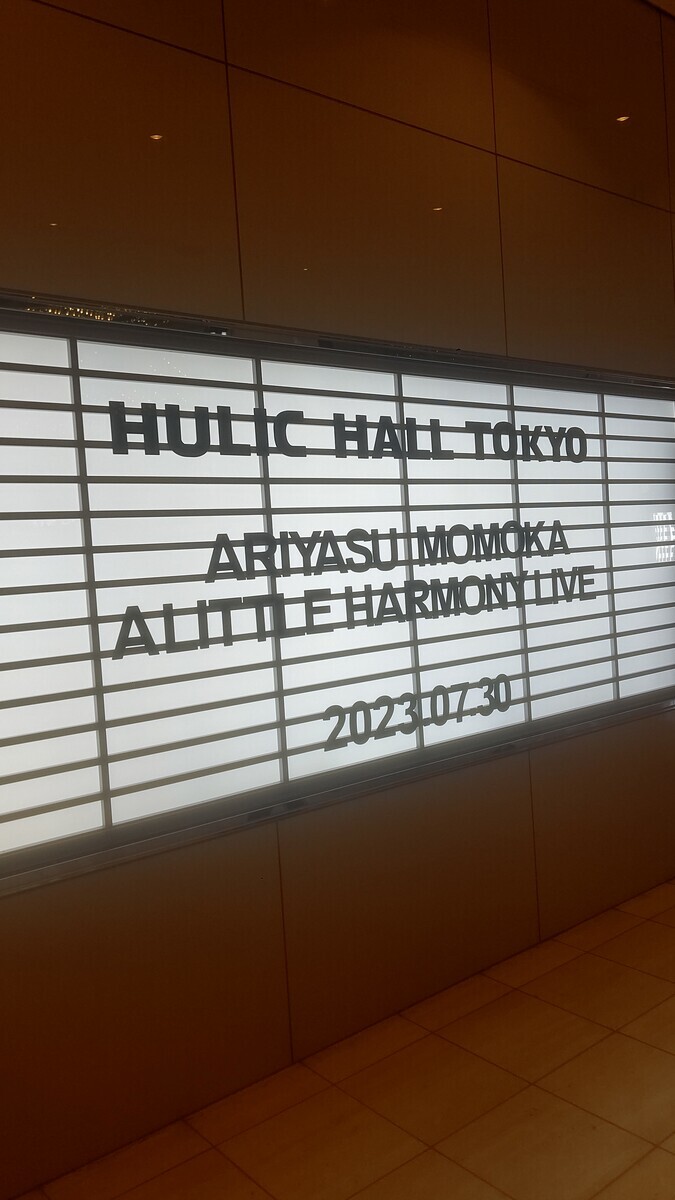 HULIC HALL TOKYO
ARIYASU MOMOKA
A LITTLE HARMONY LIVE
2023.07.30